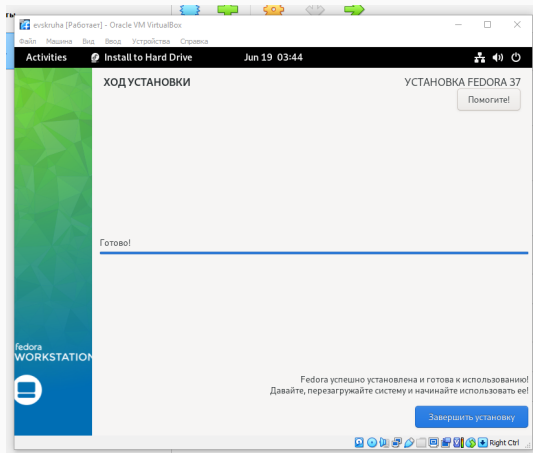 ты
evskruha [Работает] - Oracle VM VirtualBox
Файл Машина Вид Ввод Устройства Справка
Activities Install to Hard Drive Jun 19 03:44
ХОД УСТАНОВКИ
УСТАНОВКА FEDORA 37
Помогите!
Готово!
fedora
WORKSTATION
Fedora успешно установлена и готова к использованию!
Давайте, перезагружайте систему и начинайте использовать ее!
Завершить установку
Right Ctrl